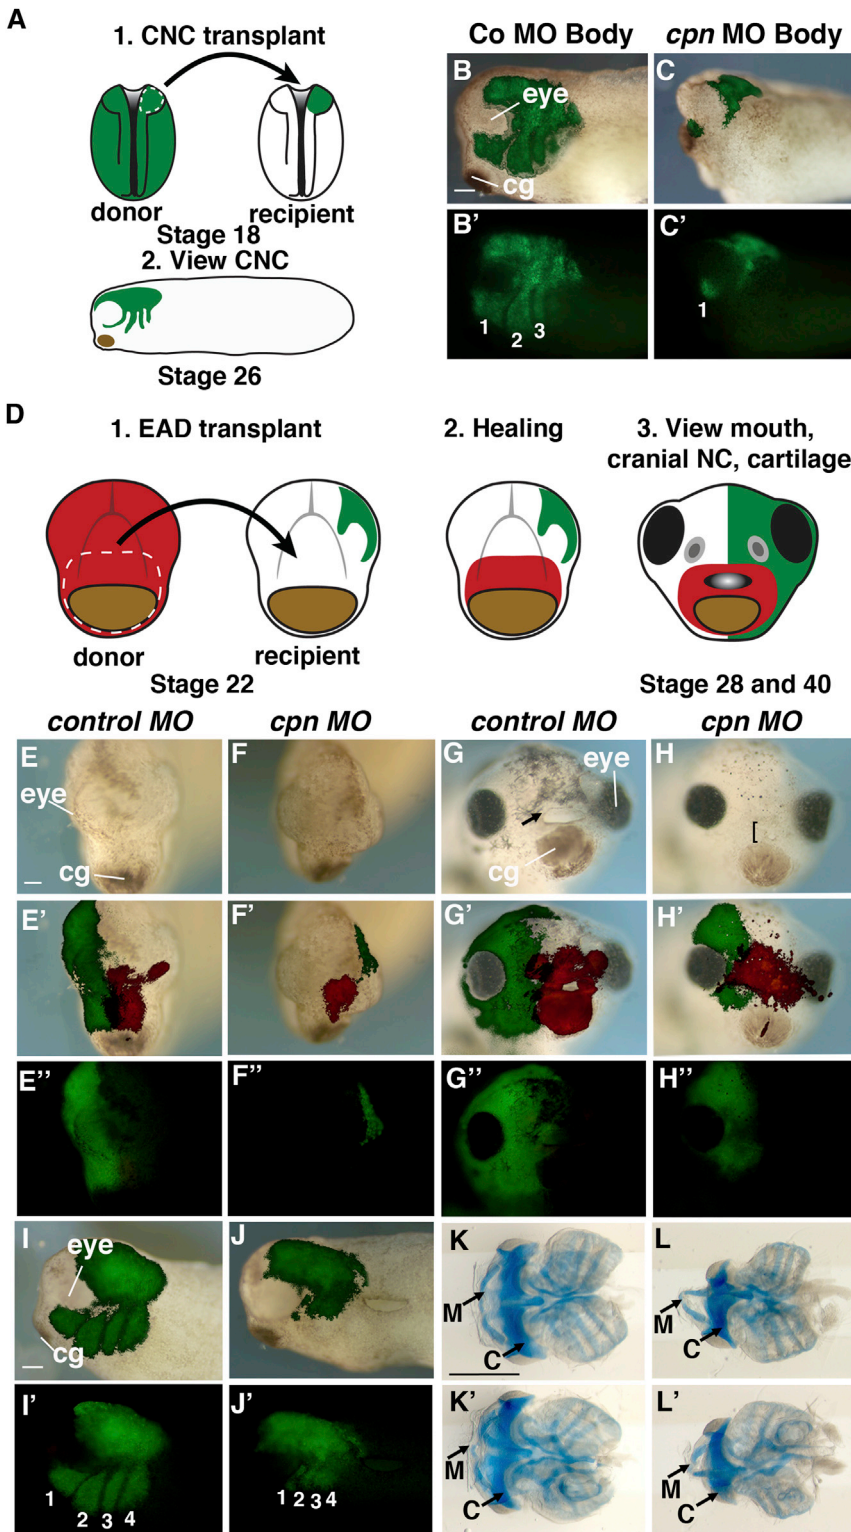 A
1. CNC transplant
donor
recipient
Stage 18
2. View CNC
Stage 26
Co MO Body
cpn MO Body
B
eye
cg
C
B'
1
2
3
C'
1
D
1. EAD transplant
2. Healing
3. View mouth,
cranial NC, cartilage
donor
recipient
Stage 22
Stage 28 and 40
control MO
cpn MO
control MO
cpn MO
E
eye
cg
F
G
eye
cg
H
[
E'
F'
G'
H'
E''
F''
G''
H''
I
eye
cg
J
K
M
C
L
M
C
I'
1
2
3
4
J'
1
2
3
4
K'
M
C
L'
M
C